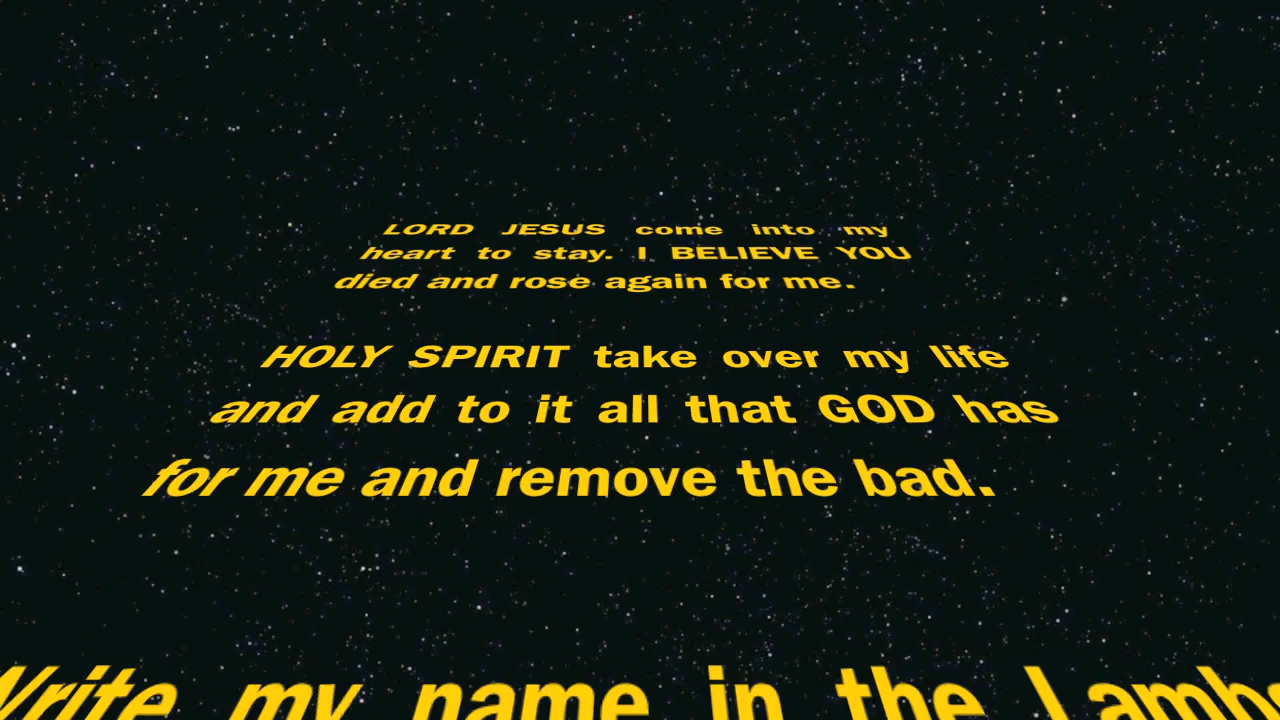 LORD JESUS come into my
heart to stay. I BELIEVE YOU
died and rose again for me.
HOLY SPIRIT take over my life
and add to it all that GOD has
for me and remove the bad.
Write my name in the Lambs